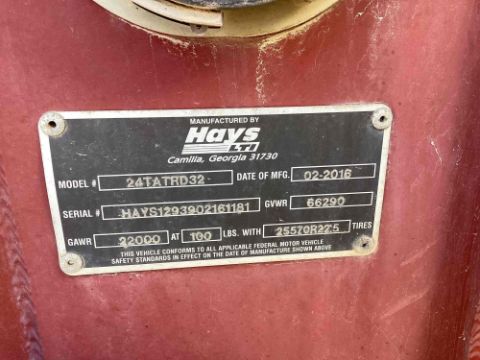 MANUFACTURED BY
Hays
LTI
Camilla, Georgia 31730
MODEL # 24TATRD32 DATE OF MFG. 02-2016
SERIAL # HAYS1293902161181 GVWR 66290
GAWR 22000 AT 100 LBS. WITH 25570R22.5 TIRES
THIS VEHICLE CONFORMS TO ALL APPLICABLE FEDERAL MOTOR VEHICLE
SAFETY STANDARDS IN EFFECT ON THE DATE OF MANUFACTURE SHOWN ABOVE